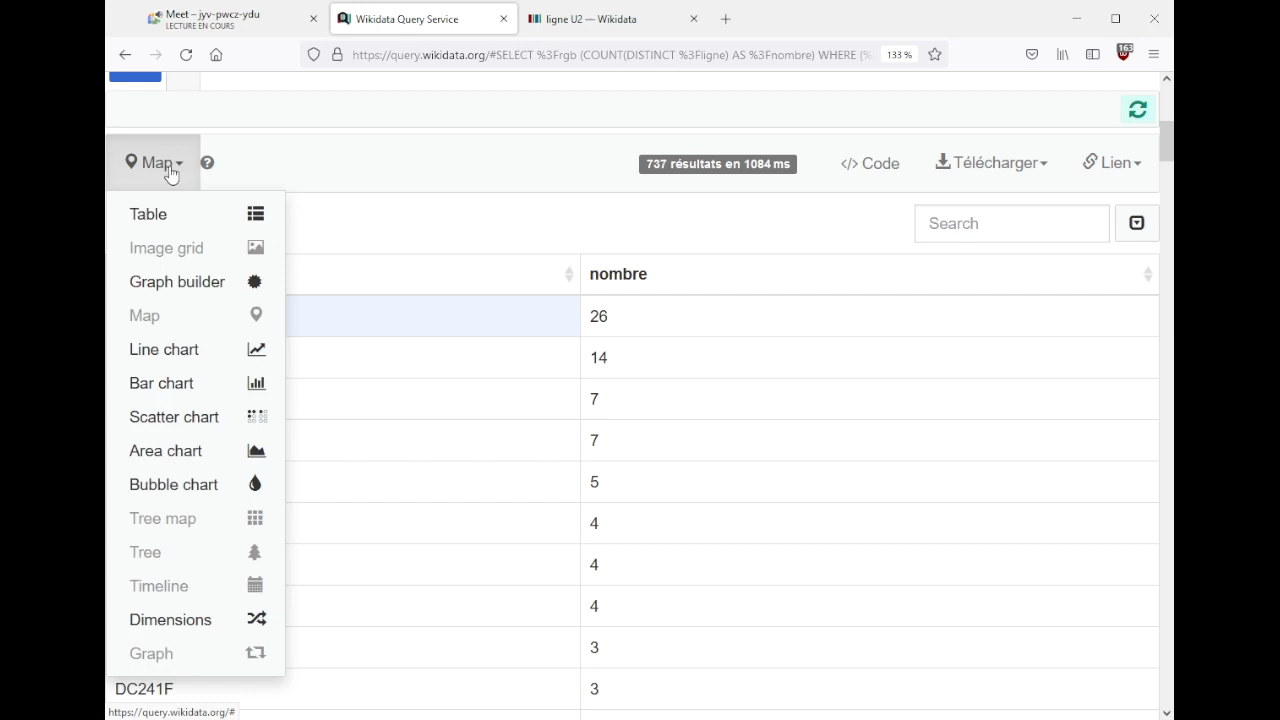 Meet – jyv-pwcz-ydu
LECTURE EN COURS
Wikidata Query Service
ligne U2 — Wikidata
https://query.wikidata.org/#SELECT %3Frgb (COUNT(DISTINCT %3Fligne) AS %3Fnombre) WHERE {%
133 %
163
Map
737 résultats en 1084 ms
</> Code
Télécharger
Lien
Table
Image grid
Graph builder
Map
Line chart
Bar chart
Scatter chart
Area chart
Bubble chart
Tree map
Tree
Timeline
Dimensions
Graph
Search
nombre
26
14
7
7
5
4
4
4
3
DC241F
3
https://query.wikidata.org/#